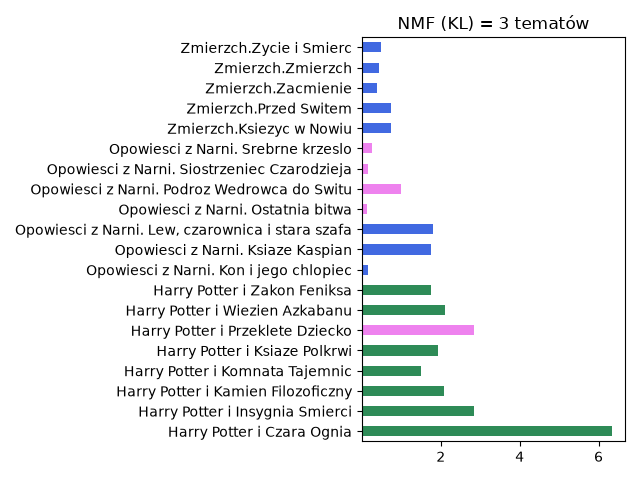 NMF (KL) = 3 tematów
Zmierzch.Zycie i Smierc
Zmierzch.Zmierzch
Zmierzch.Zacmienie
Zmierzch.Przed Switem
Zmierzch.Ksiezyc w Nowiu
Opowiesci z Narni. Srebrne krzeslo
Opowiesci z Narni. Siostrzeniec Czarodzieja
Opowiesci z Narni. Podroz Wedrowca do Switu
Opowiesci z Narni. Ostatnia bitwa
Opowiesci z Narni. Lew, czarownica i stara szafa
Opowiesci z Narni. Ksiaze Kaspian
Opowiesci z Narni. Kon i jego chlopiec
Harry Potter i Zakon Feniksa
Harry Potter i Wiezien Azkabanu
Harry Potter i Przeklete Dziecko
Harry Potter i Ksiaze Polkrwi
Harry Potter i Komnata Tajemnic
Harry Potter i Kamien Filozoficzny
Harry Potter i Insygnia Smierci
Harry Potter i Czara Ognia
2 4 6